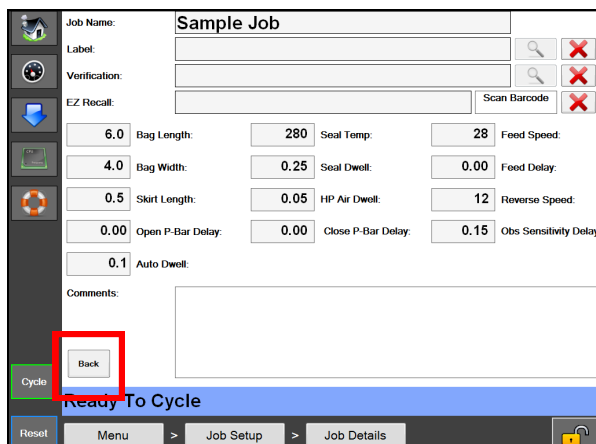 Job Name: Sample Job
Label:
Verification:
EZ Recall: Scan Barcode
6.0 Bag Length: 280 Seal Temp: 28 Feed Speed:
4.0 Bag Width: 0.25 Seal Dwell: 0.00 Feed Delay:
0.5 Skirt Length: 0.05 HP Air Dwell: 12 Reverse Speed:
0.00 Open P-Bar Delay: 0.00 Close P-Bar Delay: 0.15 Obs Sensitivity Delay
0.1 Auto Dwell:
Comments:
Back
Cycle
Ready To Cycle
Reset Menu > Job Setup > Job Details